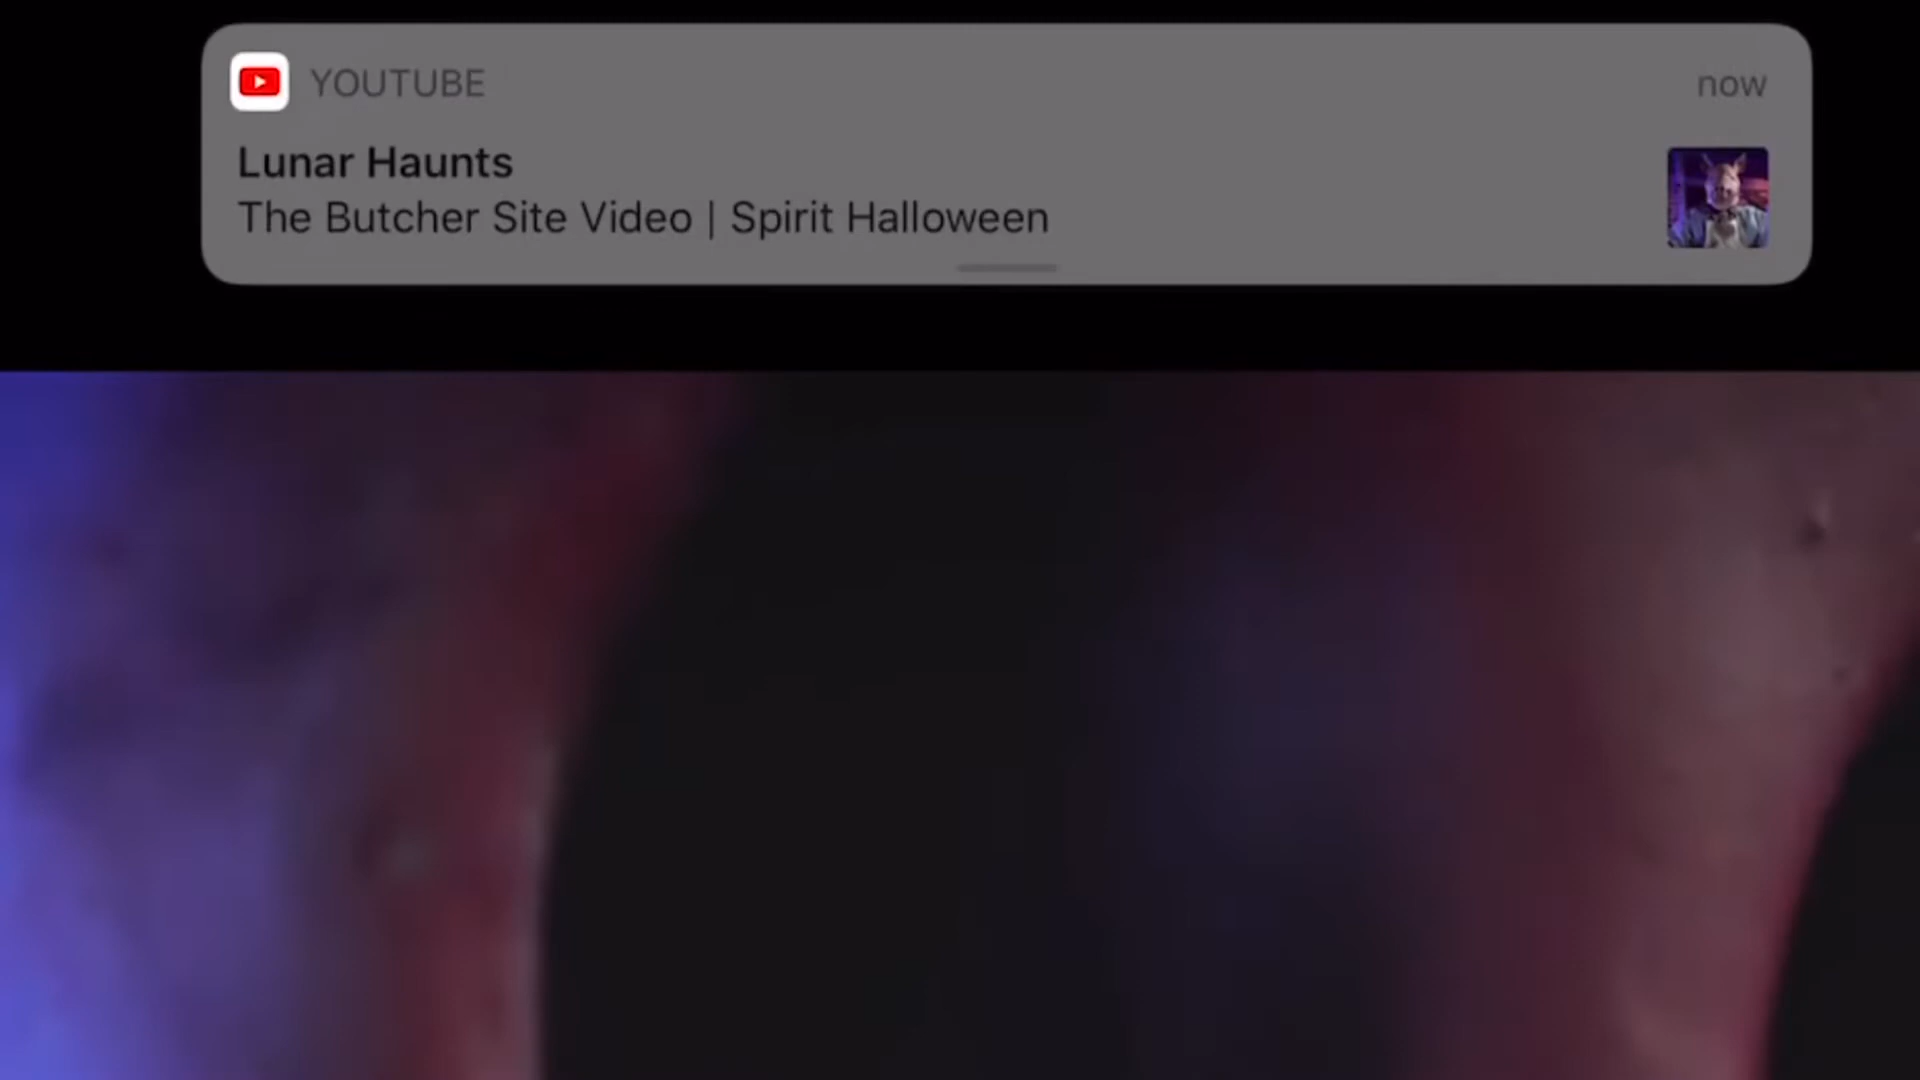 YOUTUBE
now
Lunar Haunts
The Butcher Site Video | Spirit Halloween